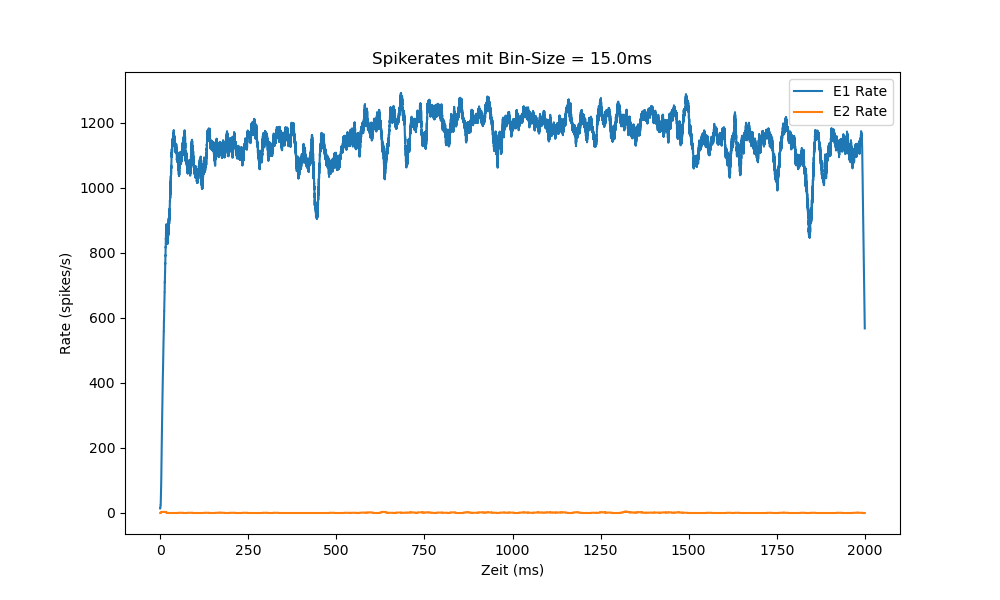 Spikerates mit Bin-Size = 15.0ms
E1 Rate
E2 Rate
Rate (spikes/s)
1200
1000
800
600
400
200
0
0 250 500 750 1000 1250 1500 1750 2000
Zeit (ms)